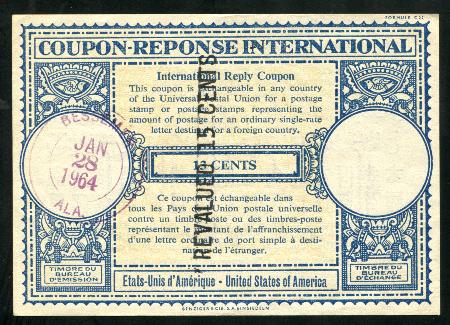 FORMULE C22
COUPON-REPONSE INTERNATIONAL
International Reply Coupon
This coupon is exchangeable in any country
of the Universal Postal Union for a postage
stamp or postage stamps representing the
amount of postage for an ordinary single-rate
letter destined for a foreign country.
13 CENTS
REVALUED 15 CENTS
Ce coupon est échangeable dans
tous les Pays de l'Union postale universelle
contre un timbre-poste ou des timbres-poste
représentant le montant de l'affranchissement
d'une lettre ordinaire de port simple à desti-
nation de l'étranger.
BESSEMER
JAN
28
1964
ALA.
TIMBRE DU
BUREAU
D'ÉMISSION
Etats-Unis d'Amérique - United States of America
TIMBRE DU
BUREAU
D'ÉCHANGE
BENZIGER & CIE. S.A. EINSIEDELN